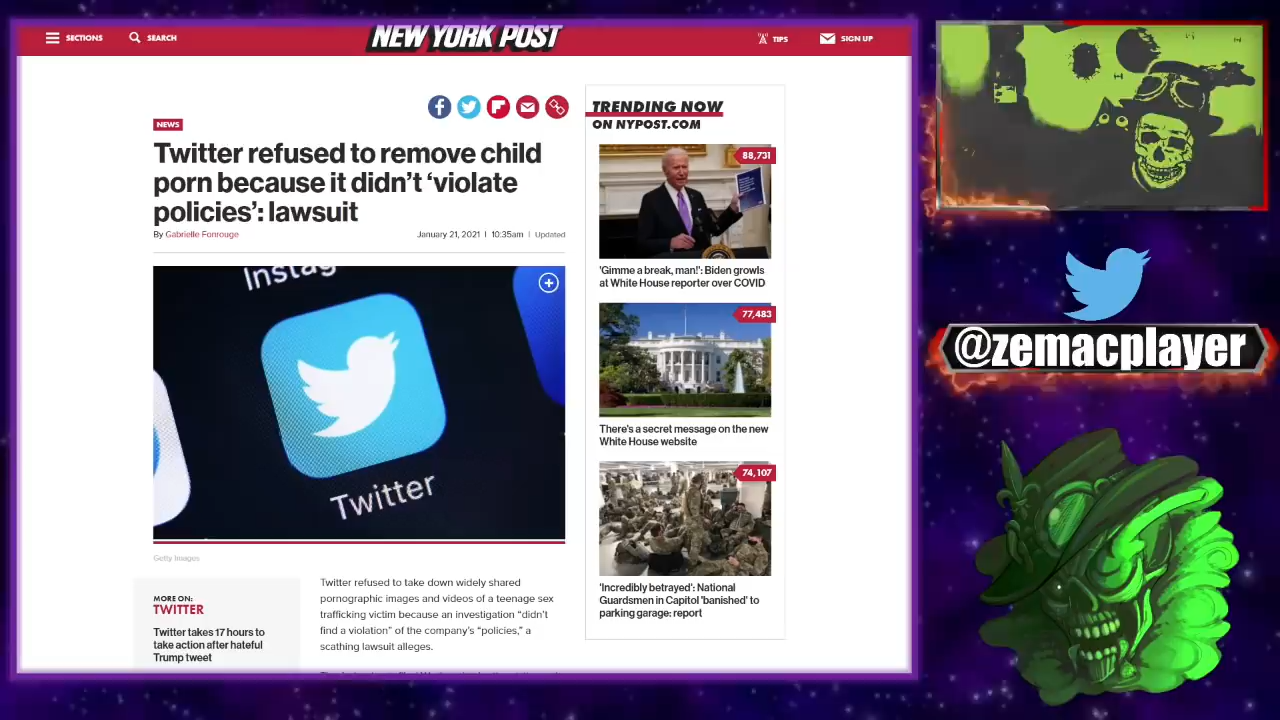 SECTIONS
SEARCH
NEW YORK POST
TIPS
SIGN UP
NEWS
Twitter refused to remove child
porn because it didn't 'violate
policies': lawsuit
By Gabrielle Fonrouge
January 21, 2021 | 10:35am | Updated
Instag
Twitter
Getty Images
MORE ON:
TWITTER
Twitter takes 17 hours to
take action after hateful
Trump tweet
Twitter refused to take down widely shared
pornographic images and videos of a teenage sex
trafficking victim because an investigation "didn't
find a violation" of the company's "policies," a
scathing lawsuit alleges.
TRENDING NOW
ON NYPOST.COM
88,731
'Gimme a break, man!': Biden growls
at White House reporter over COVID
77,483
There's a secret message on the new
White House website
74,107
'Incredibly betrayed': National
Guardsmen in Capitol 'banished' to
parking garage: report
@zemacplayer